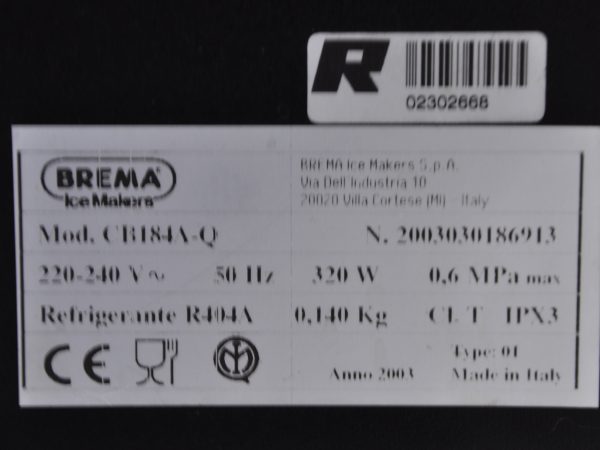 R
02302668
BREMA
Ice Makers
BREMA Ice Makers S.p.A.
Via Dell Industria 10
20020 Villa Cortese (MI) - Italy
Mod. CB184A-Q N. 2003030186913
220-240 V~ 50 Hz 320 W 0,6 MPa max
Refrigerante R404A 0,140 Kg CL T IPX3
CE
Anno 2003
Type: 01
Made in Italy